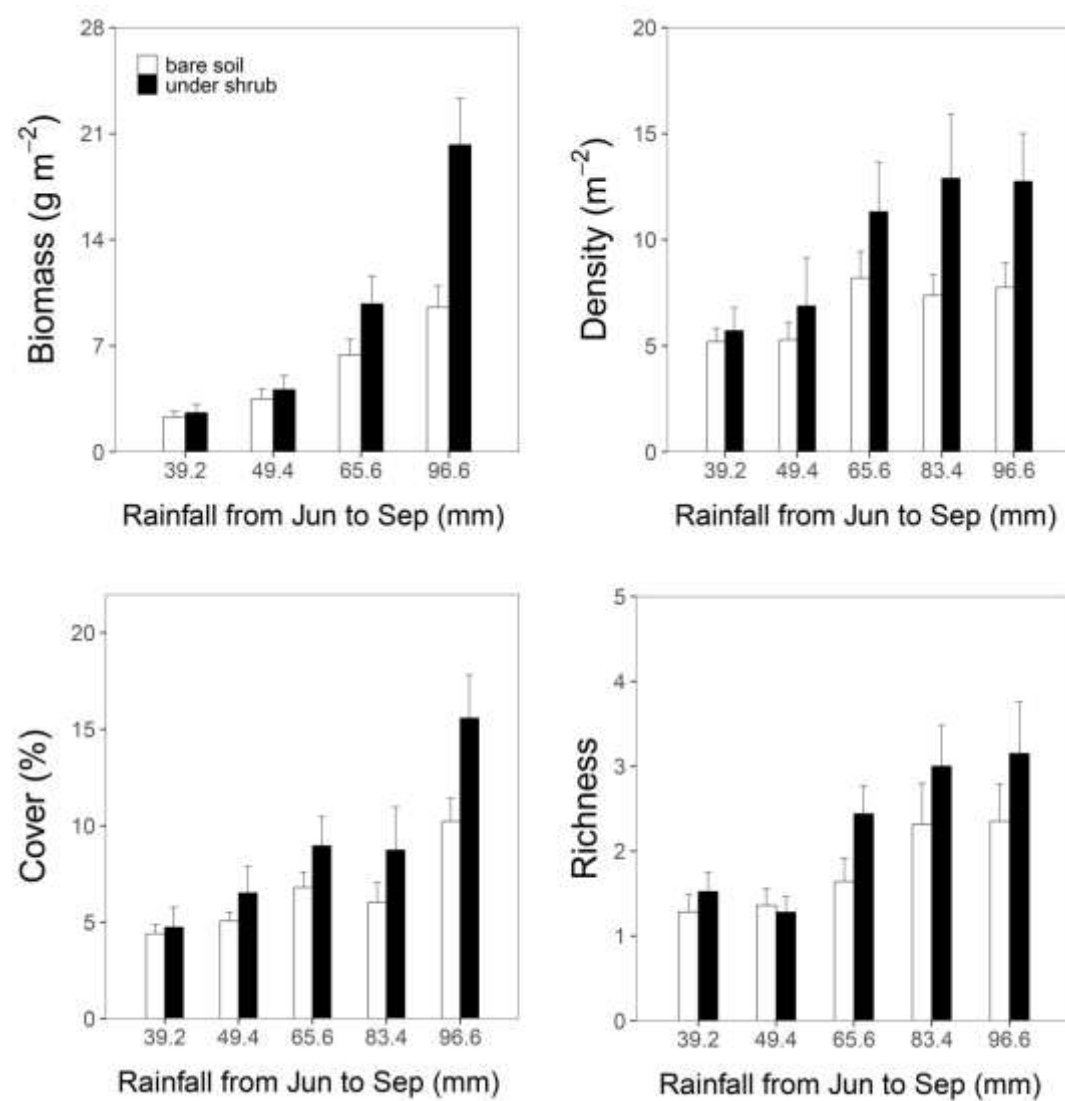 28
21
14
7
0
Biomass (g m⁻²)
bare soil
under shrub
39.2 49.4 65.6 96.6
Rainfall from Jun to Sep (mm)
20
15
10
5
0
Density (m⁻²)
39.2 49.4 65.6 83.4 96.6
Rainfall from Jun to Sep (mm)
20
15
10
5
0
Cover (%)
39.2 49.4 65.6 83.4 96.6
Rainfall from Jun to Sep (mm)
5
4
3
2
1
0
Richness
39.2 49.4 65.6 83.4 96.6
Rainfall from Jun to Sep (mm)